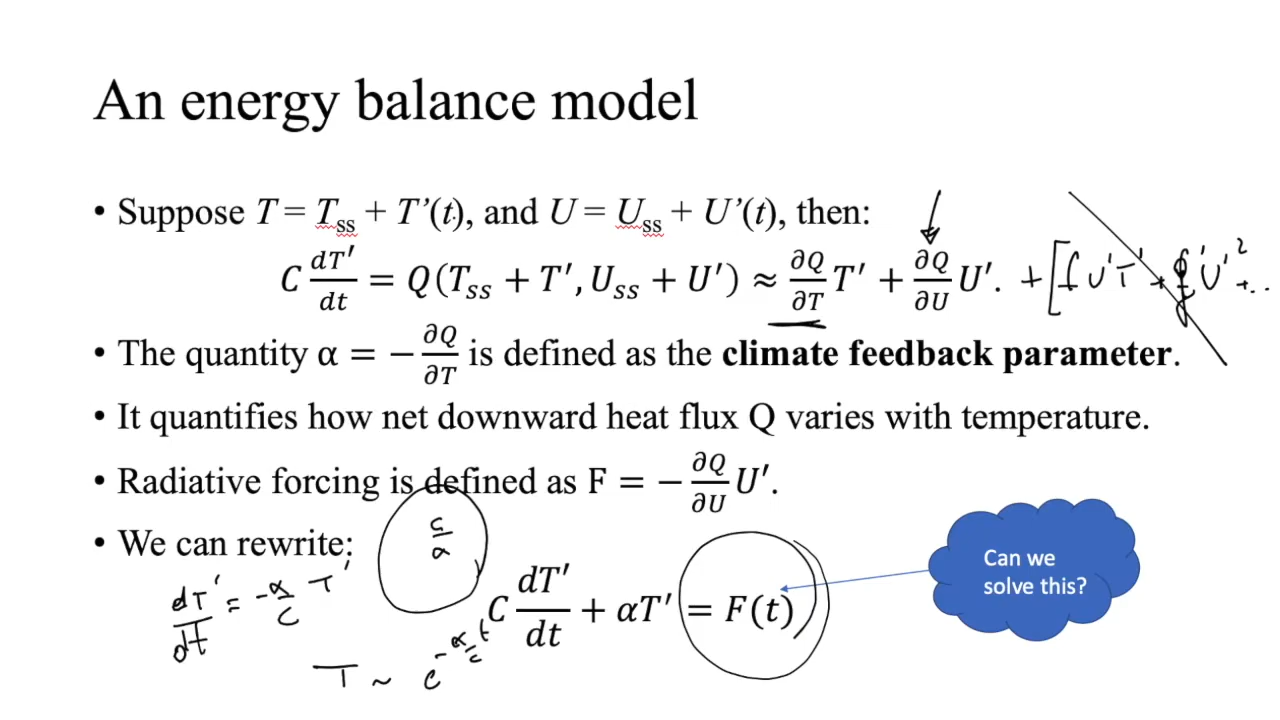 An energy balance model
• Suppose T = Tss + T’(t), and U = Uss + U’(t), then:
C dT′/dt = Q(Tss + T′, Uss + U′) ≈ ∂Q/∂T T′ + ∂Q/∂U U′. + [ U'T' + U'² + ..
• The quantity α = −∂Q/∂T is defined as the climate feedback parameter.
• It quantifies how net downward heat flux Q varies with temperature.
• Radiative forcing is defined as F = −∂Q/∂U U′.
• We can rewrite:
C/α
dT'/dt = -α/C T'
C dT′/dt + αT′ = F(t)
T ~ e^-α/c t
Can we
solve this?